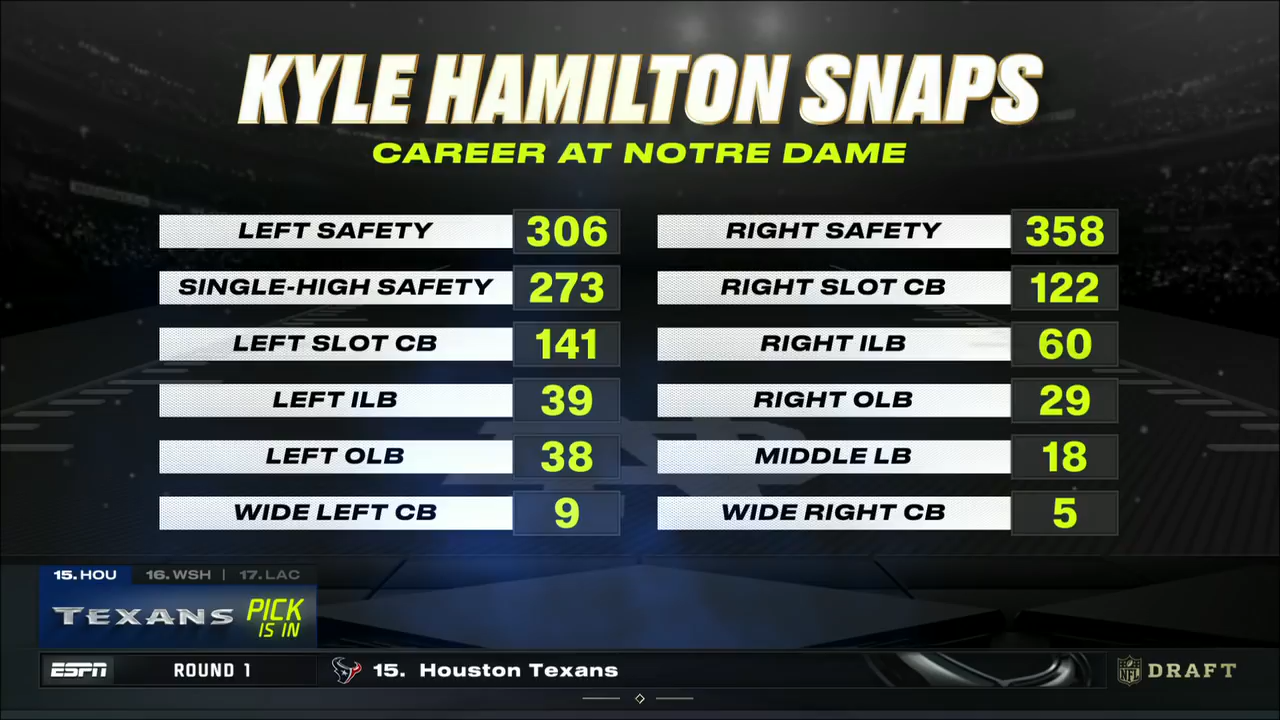 KYLE HAMILTON SNAPS
CAREER AT NOTRE DAME
LEFT SAFETY 306 RIGHT SAFETY 358
SINGLE-HIGH SAFETY 273 RIGHT SLOT CB 122
LEFT SLOT CB 141 RIGHT ILB 60
LEFT ILB 39 RIGHT OLB 29
LEFT OLB 38 MIDDLE LB 18
WIDE LEFT CB 9 WIDE RIGHT CB 5
15. HOU 16. WSH | 17. LAC
TEXANS PICK
IS IN
ESPN ROUND 1 15. Houston Texans NFL DRAFT